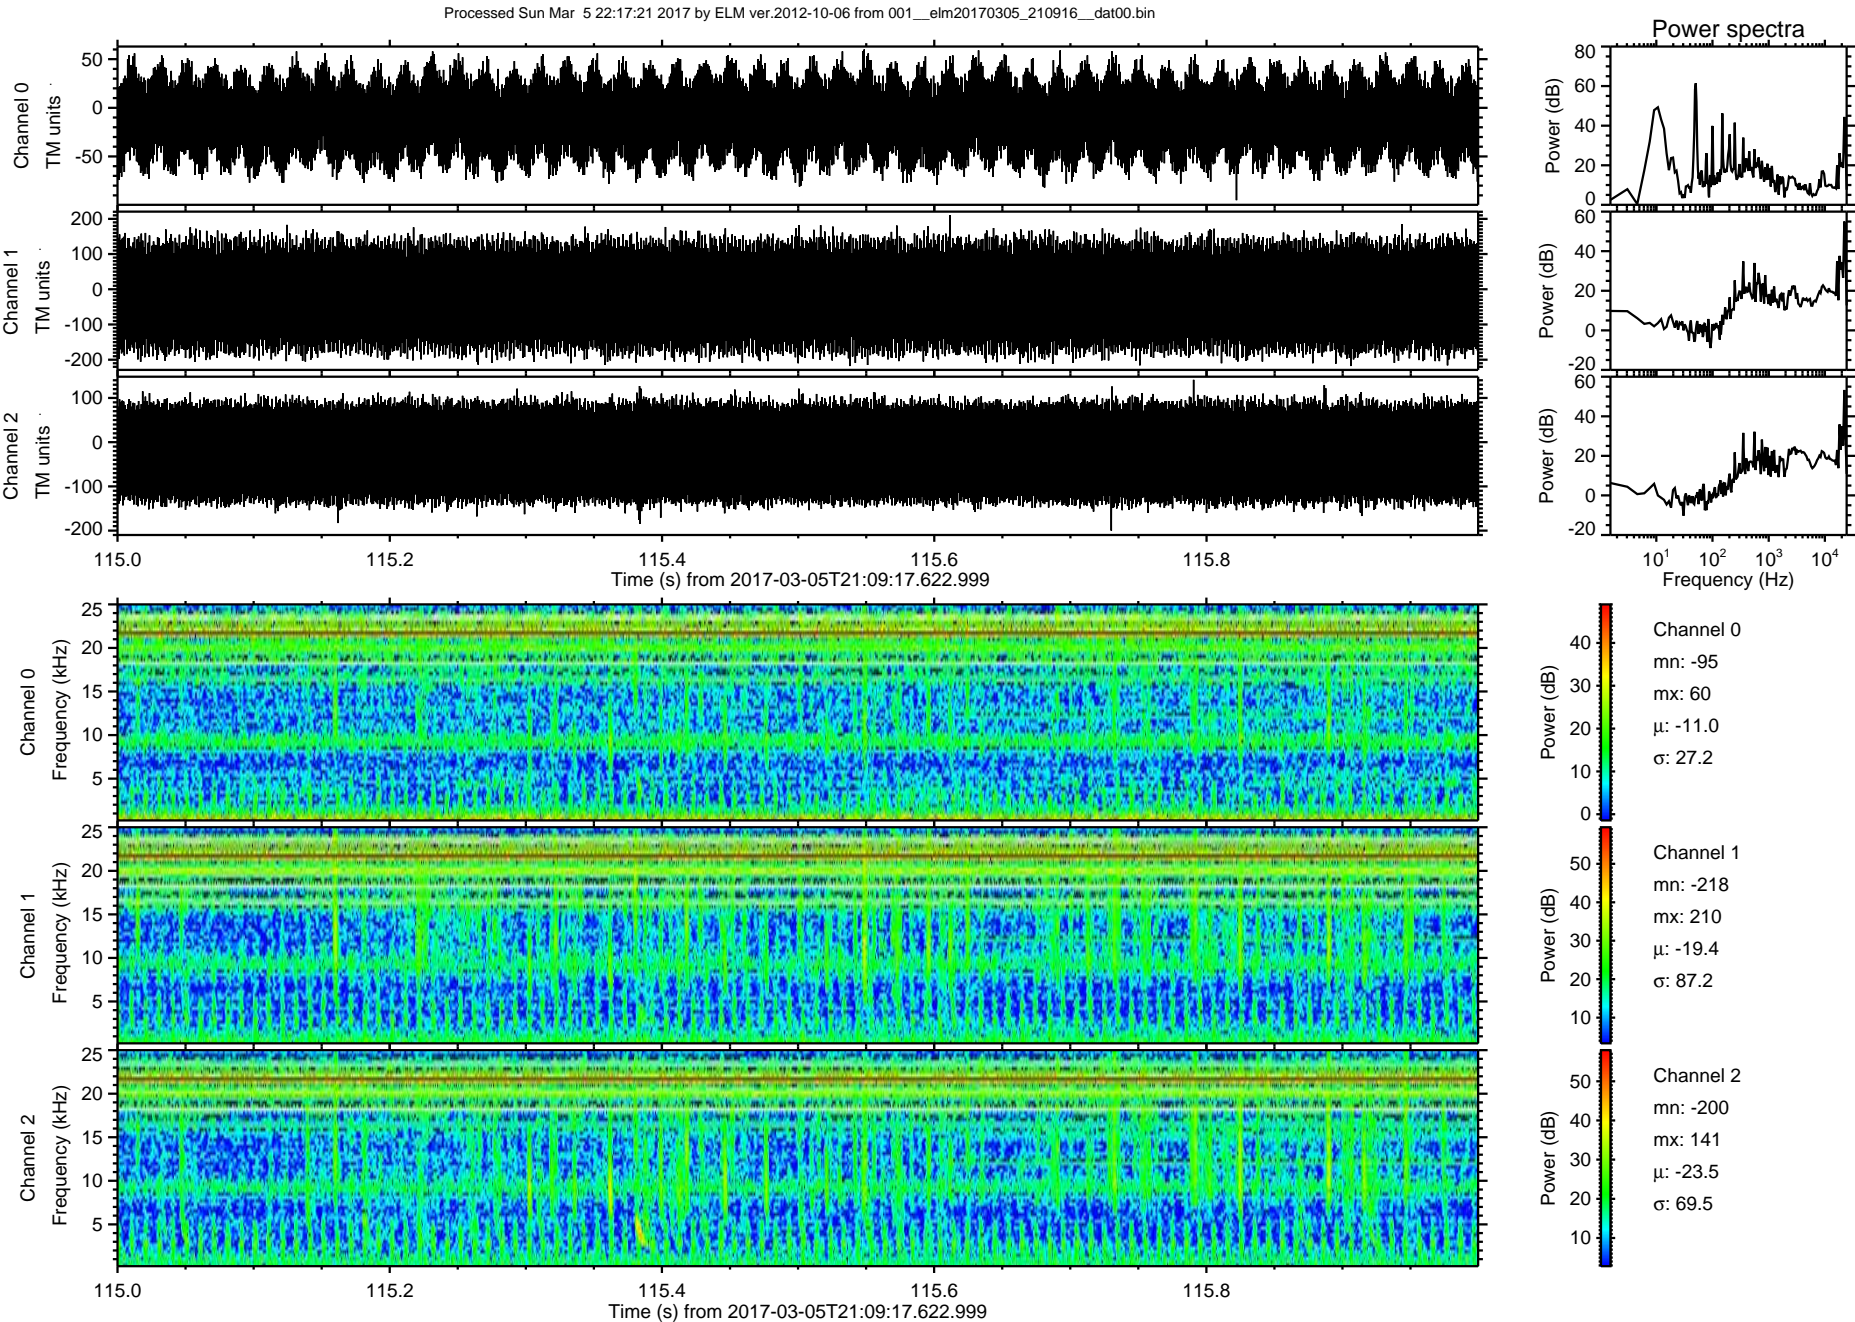 Processed Sun Mar  5 22:17:21 2017 by ELM ver.2012-10-06 from 001__elm20170305_210916__dat00.bin
Power spectra
Channel 0
TM units
50
0
-50
Power (dB)
80
60
40
20
0
Channel 1
TM units
200
100
0
-100
-200
Power (dB)
60
40
20
0
-20
Channel 2
TM units
100
0
-100
-200
Power (dB)
60
40
20
0
-20
115.0 115.2 115.4 115.6 115.8
Time (s) from 2017-03-05T21:09:17.622.999
10^1 10^2 10^3 10^4
Frequency (Hz)
Channel 0
Frequency (kHz)
25
20
15
10
5
Power (dB)
40
30
20
10
0
Channel 0
mn: -95
mx: 60
μ: -11.0
σ: 27.2
Channel 1
Frequency (kHz)
25
20
15
10
5
Power (dB)
50
40
30
20
10
Channel 1
mn: -218
mx: 210
μ: -19.4
σ: 87.2
Channel 2
Frequency (kHz)
25
20
15
10
5
Power (dB)
50
40
30
20
10
Channel 2
mn: -200
mx: 141
μ: -23.5
σ: 69.5
115.0 115.2 115.4 115.6 115.8
Time (s) from 2017-03-05T21:09:17.622.999